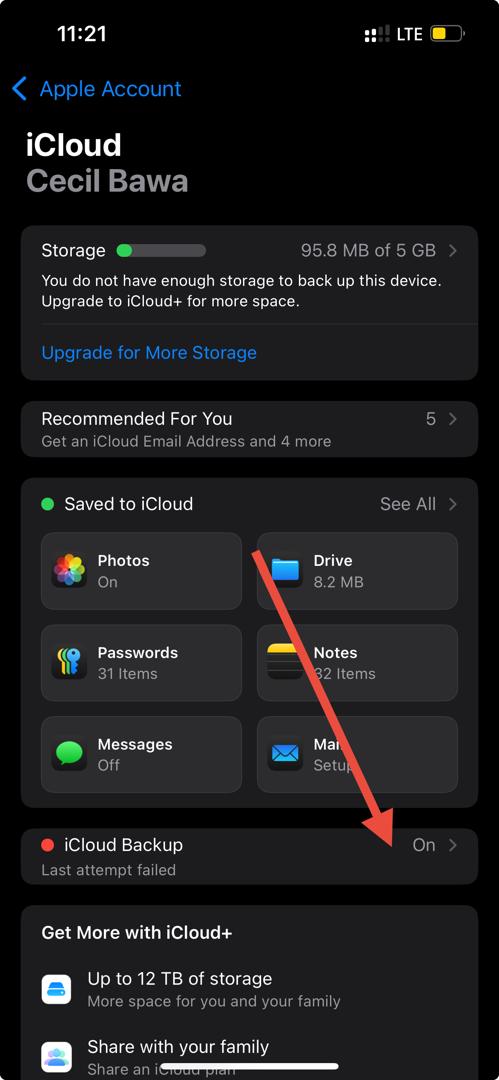 11:21
LTE
Apple Account
iCloud
Cecil Bawa
Storage
95.8 MB of 5 GB
You do not have enough storage to back up this device.
Upgrade to iCloud+ for more space.
Upgrade for More Storage
Recommended For You
5
Get an iCloud Email Address and 4 more
Saved to iCloud
See All
Photos
On
Drive
8.2 MB
Passwords
31 Items
Notes
32 Items
Messages
Off
Mail
Setup
iCloud Backup
On
Last attempt failed
Get More with iCloud+
Up to 12 TB of storage
More space for you and your family
Share with your family
Share an iCloud plan